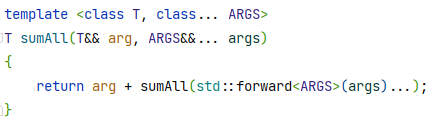 template <class T, class... ARGS>
T sumAll(T&& arg, ARGS&&... args)
{
    return arg + sumAll(std::forward<ARGS>(args)...);
}